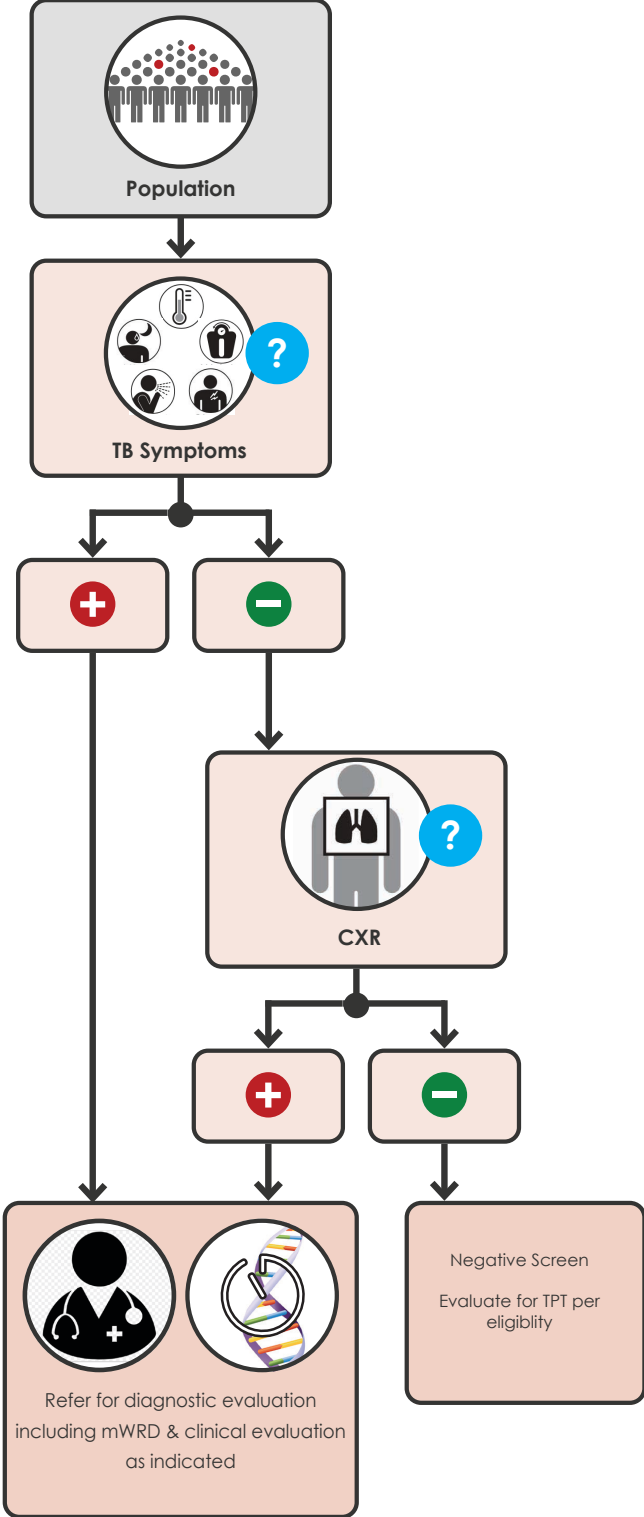 Population
?
TB Symptoms
?
CXR
Negative Screen
Evaluate for TPT per
eligiblity
Refer for diagnostic evaluation
including mWRD & clinical evaluation
as indicated